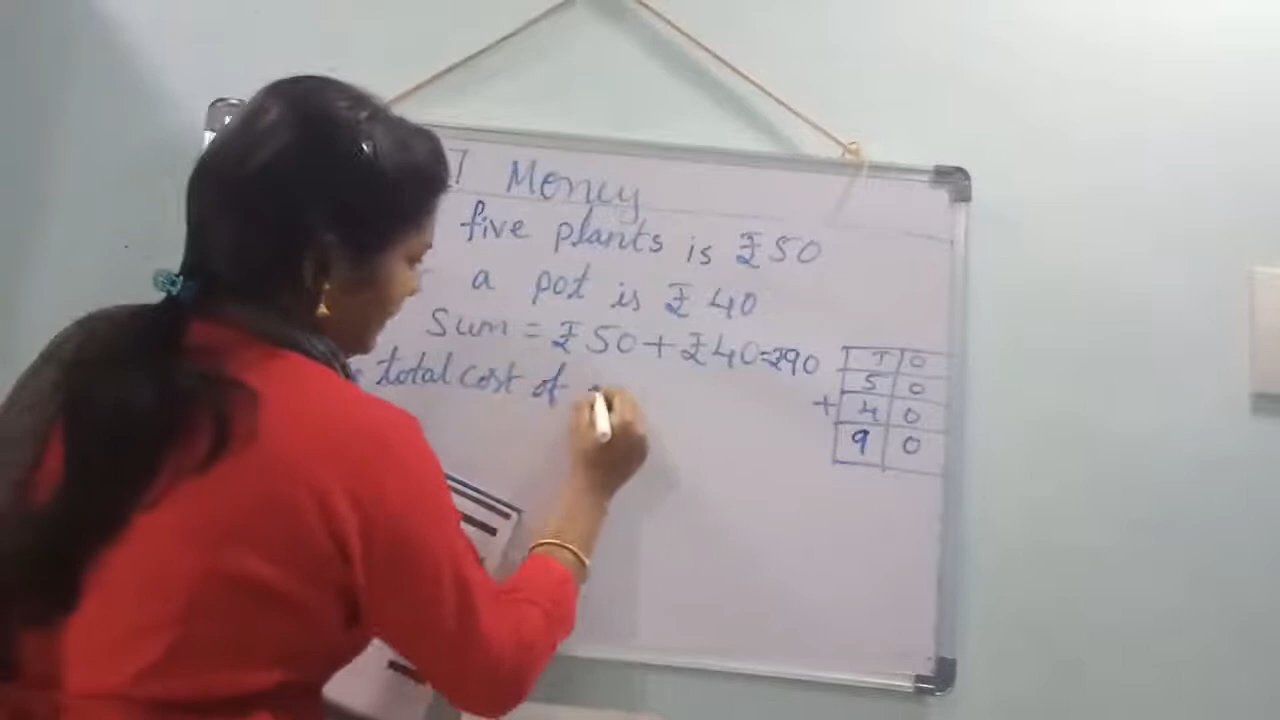 Money
five plants is ₹50
a pot is ₹40
Sum = ₹50 + ₹40 = ₹90
total cost of
T O
5 0
+ 4 0
9 0